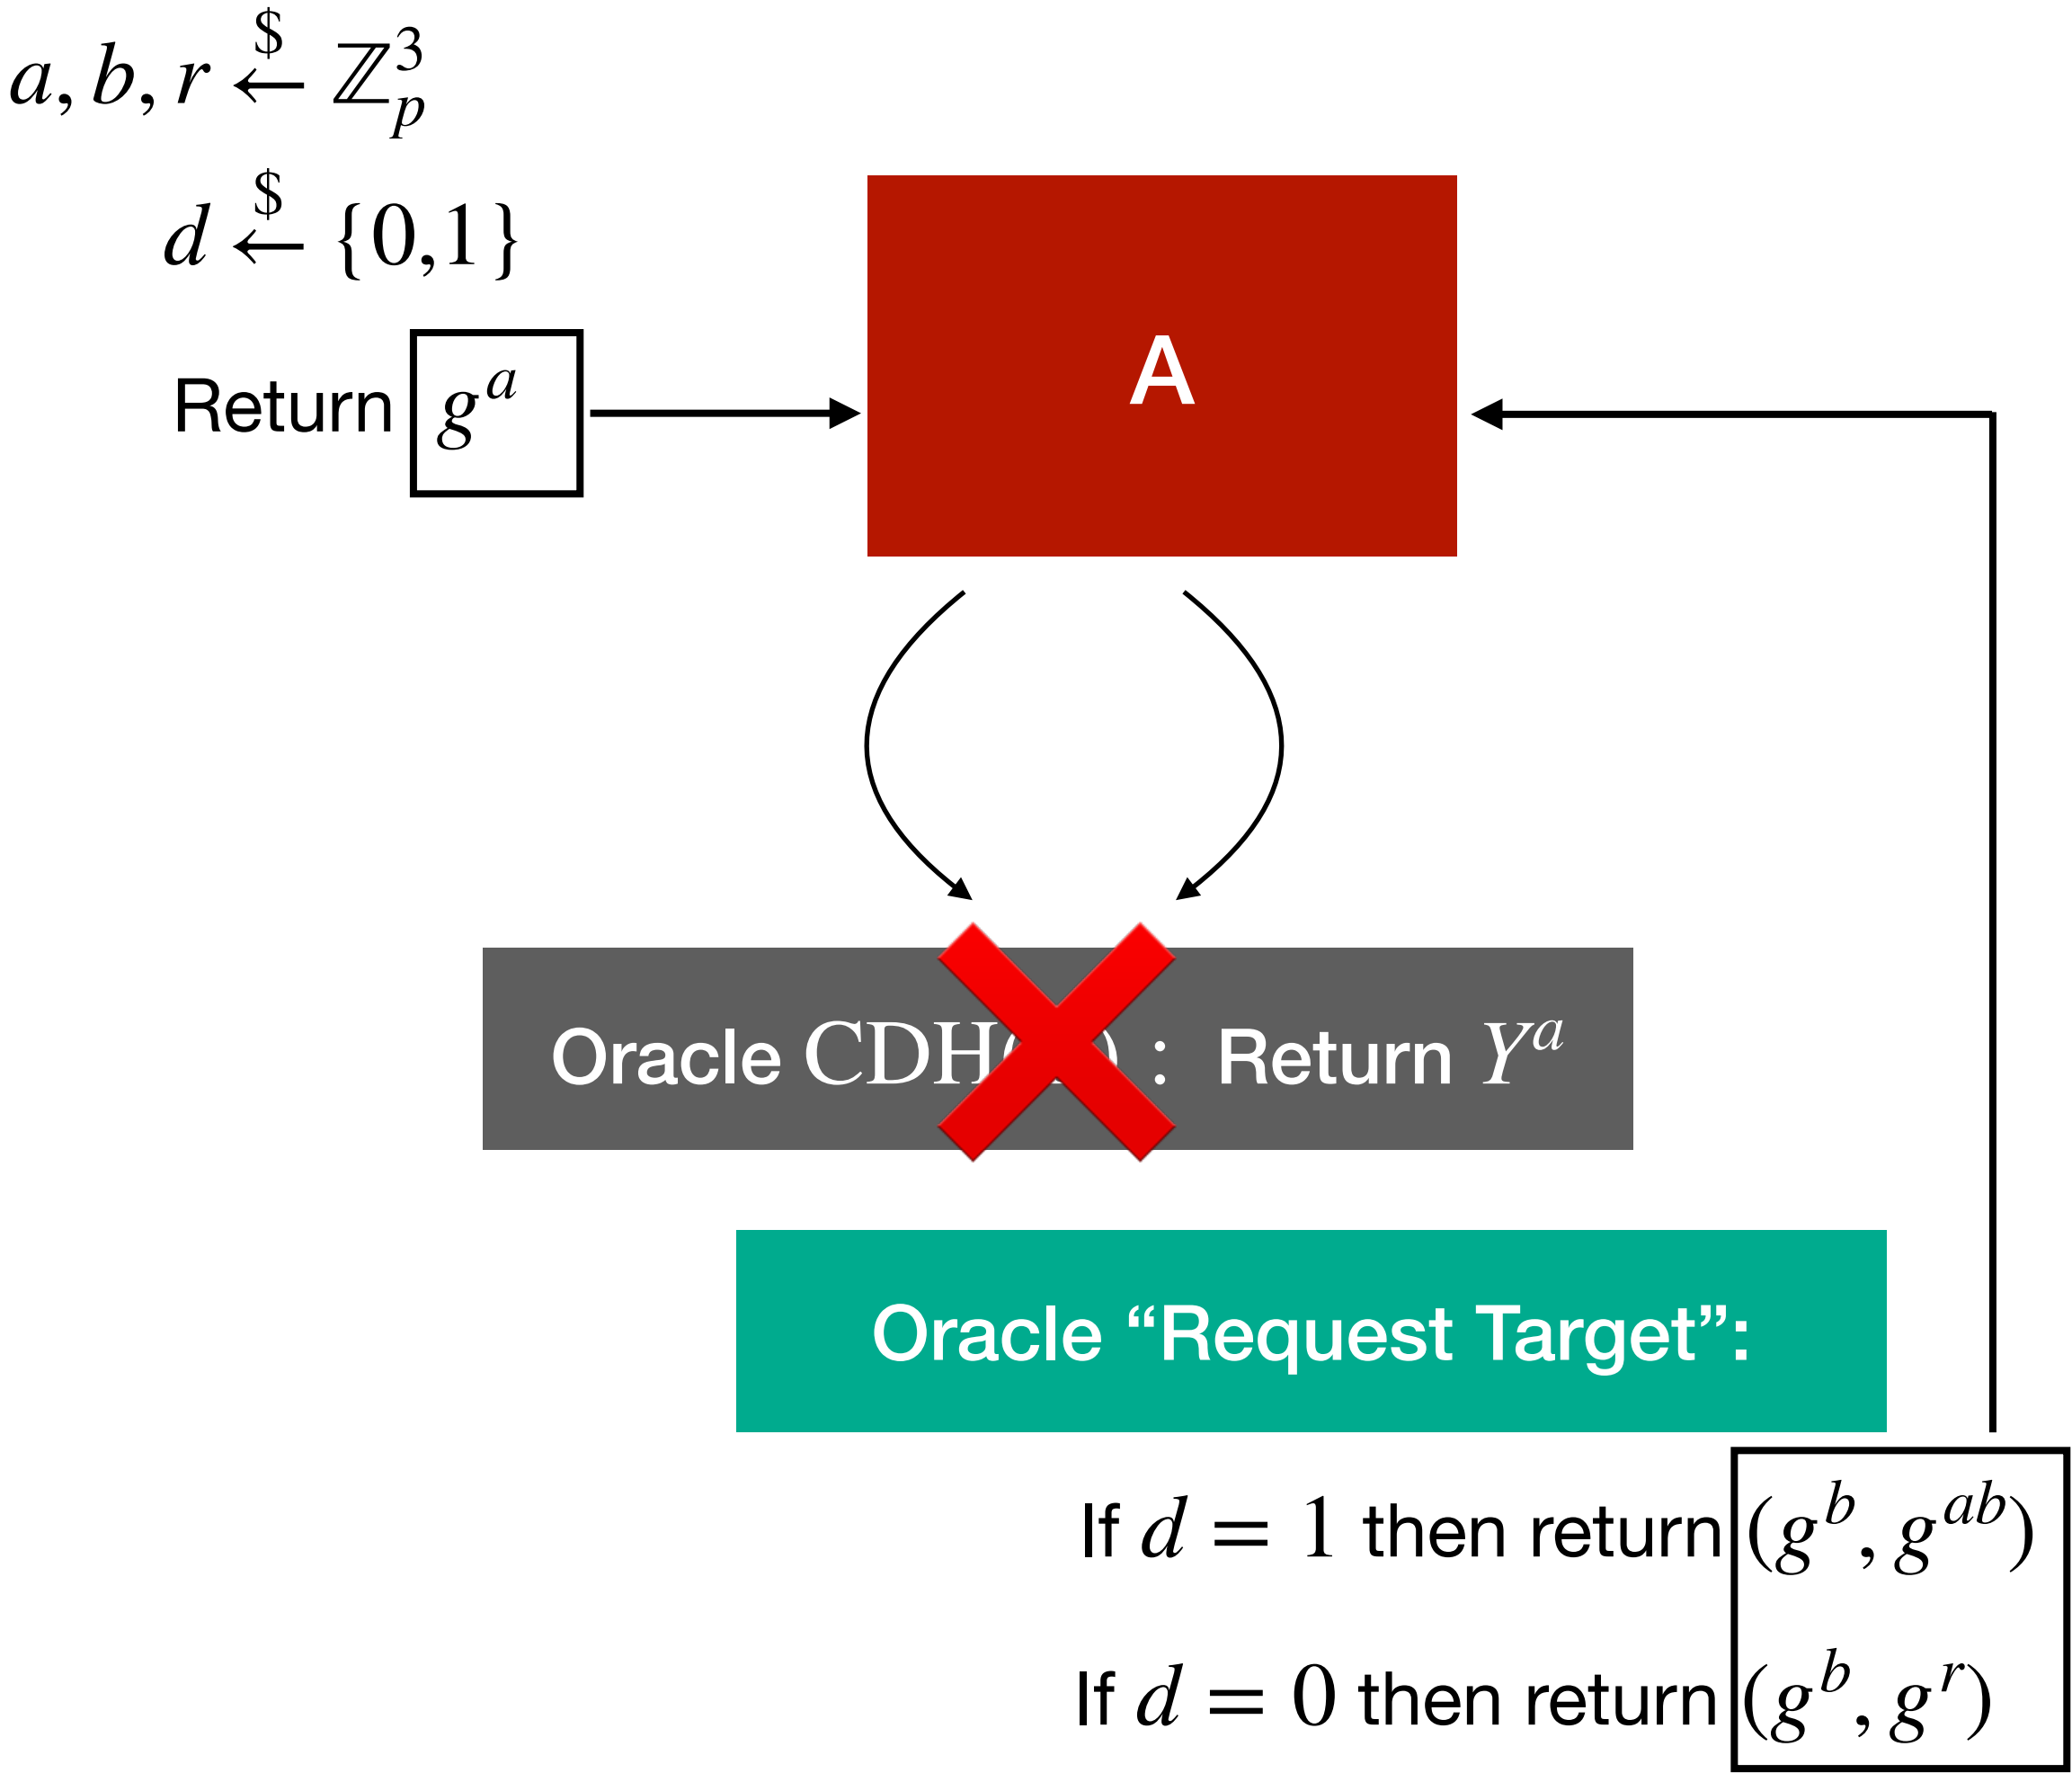 a, b, r ←$ ℤ_p^3
d ←$ {0,1}
Return g^a
A
Oracle CDH( ) : Return Y^a
Oracle “Request Target”:
If d = 1 then return (g^b, g^{ab})
If d = 0 then return (g^b, g^r)